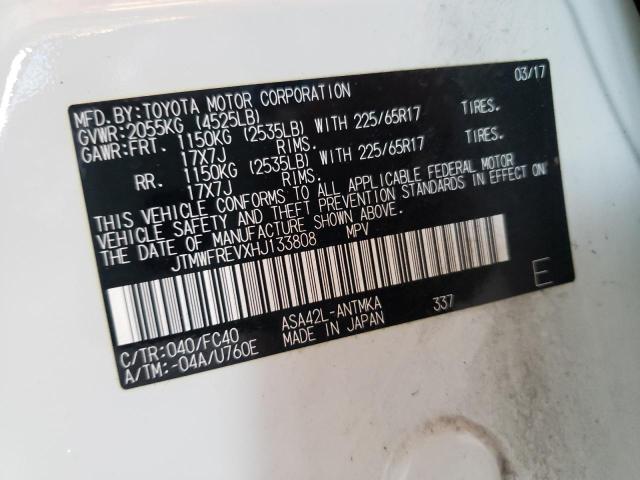 MFD. BY: TOYOTA MOTOR CORPORATION 03/17
GVWR: 2055KG (4525LB)
GAWR: FRT. 1150KG (2535LB) WITH 225/65R17 TIRES.
17X7J RIMS.
RR. 1150KG (2535LB) WITH 225/65R17 TIRES.
17X7J RIMS.
THIS VEHICLE CONFORMS TO ALL APPLICABLE FEDERAL MOTOR
VEHICLE SAFETY AND THEFT PREVENTION STANDARDS IN EFFECT ON
THE DATE OF MANUFACTURE SHOWN ABOVE.
JTMWFREVXHJ133808 MPV
C/TR: 040/FC40 ASA42L-ANTMKA 337 E
A/TM: -04A/U760E MADE IN JAPAN